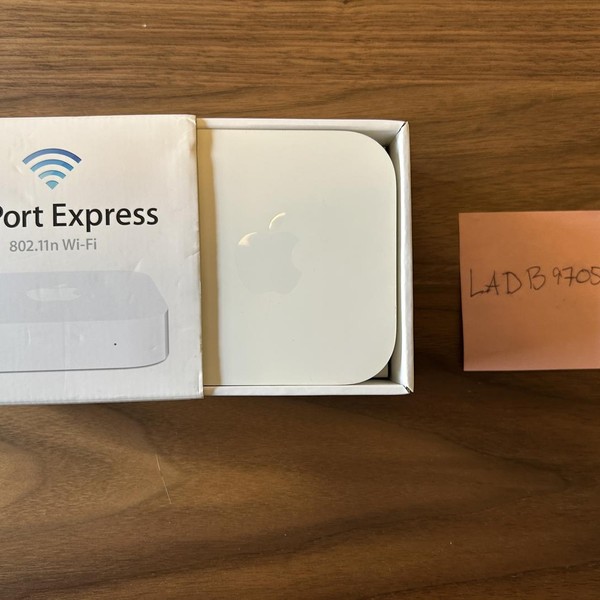 Port Express
802.11n Wi-Fi
LADB9705